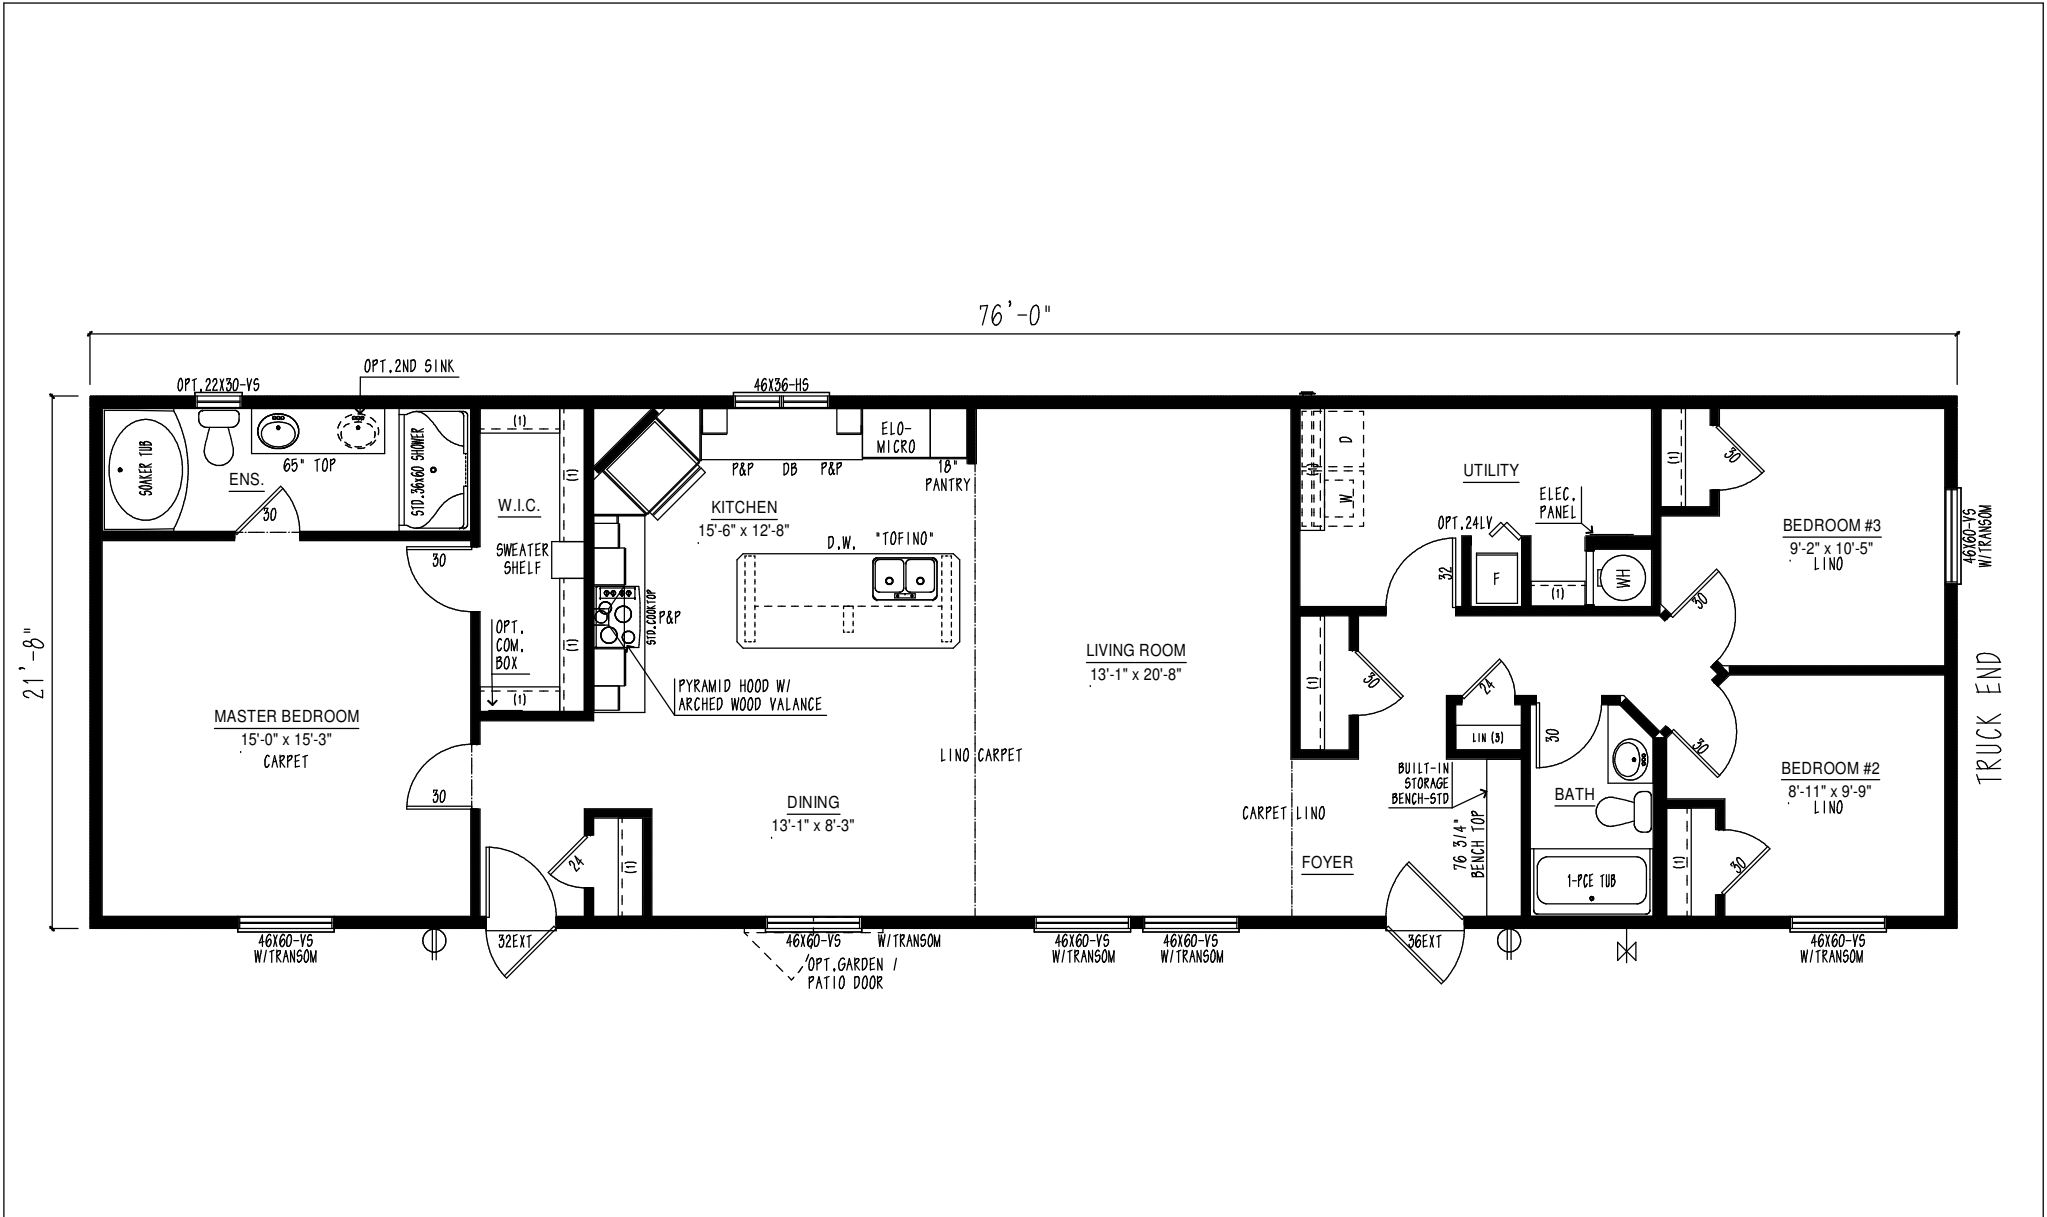 76'-0"
21'-8"
TRUCK END
OPT.2ND SINK
OPT.22X30-VS
46X36-HS
SOAKER TUB
65" TOP
STD.36x60 SHOWER
ENS.
30
(1)
(1)
W.I.C.
SWEATER
SHELF
30
OPT.
COM.
BOX
(1)
(1)
MASTER BEDROOM
15'-0" x 15'-3"
CARPET
30
ELO-
MICRO
P&P
DB
P&P
18"
PANTRY
KITCHEN
15'-6" x 12'-8"
D.W.
"TOFINO"
STD.COOKTOP
P&P
PYRAMID HOOD W/
ARCHED WOOD VALANCE
LINO CARPET
DINING
13'-1" x 8'-3"
24
(1)
32EXT
46X60-VS
W/TRANSOM
46X60-VS
W/TRANSOM
OPT.GARDEN /
PATIO DOOR
LIVING ROOM
13'-1" x 20'-8"
46X60-VS
W/TRANSOM
46X60-VS
W/TRANSOM
D
W
(1)
UTILITY
ELEC.
PANEL
OPT.24LV
32
F
(1)
WH
(1)
30
24
LIN (3)
30
BUILT-IN
STORAGE
BENCH-STD
76 3/4"
BENCH TOP
CARPET LINO
FOYER
36EXT
BATH
1-PCE TUB
(1)
30
BEDROOM #3
9'-2" x 10'-5"
LINO
46X60-VS
W/TRANSOM
30
30
BEDROOM #2
8'-11" x 9'-9"
LINO
(1)
30
46X60-VS
W/TRANSOM